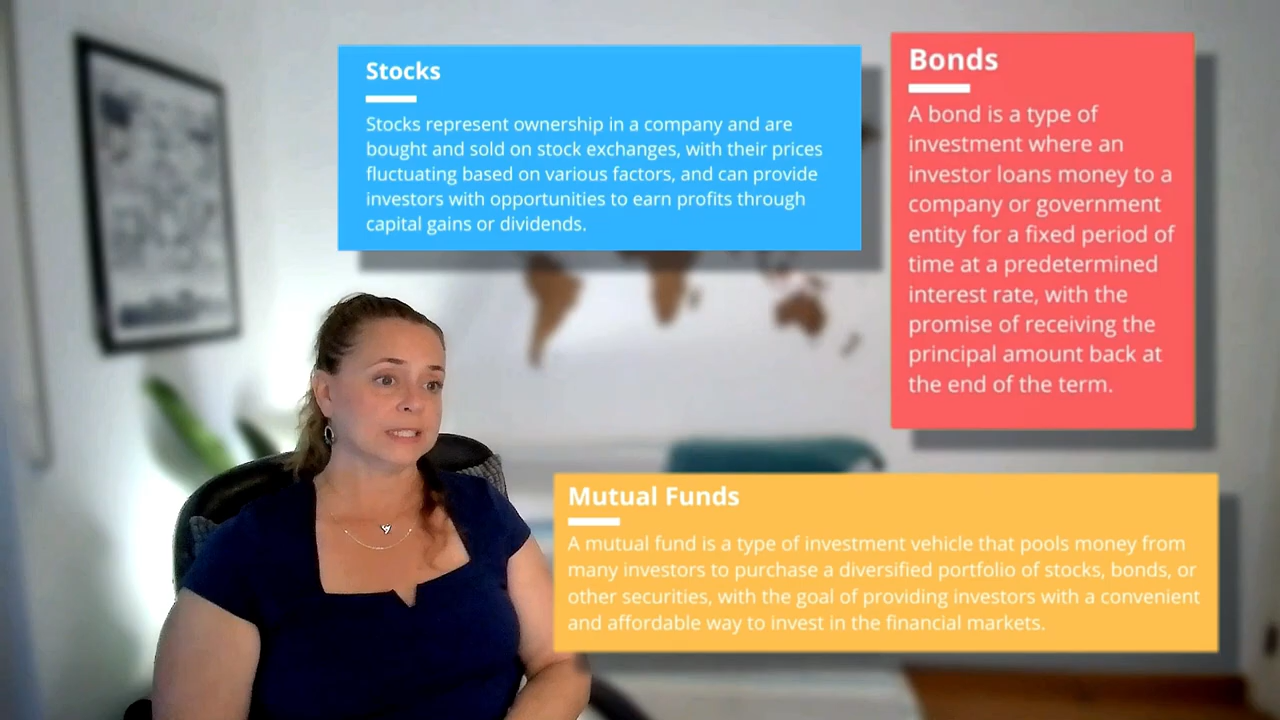 Stocks
Stocks represent ownership in a company and are
bought and sold on stock exchanges, with their prices
fluctuating based on various factors, and can provide
investors with opportunities to earn profits through
capital gains or dividends.
Bonds
A bond is a type of
investment where an
investor loans money to a
company or government
entity for a fixed period of
time at a predetermined
interest rate, with the
promise of receiving the
principal amount back at
the end of the term.
Mutual Funds
A mutual fund is a type of investment vehicle that pools money from
many investors to purchase a diversified portfolio of stocks, bonds, or
other securities, with the goal of providing investors with a convenient
and affordable way to invest in the financial markets.